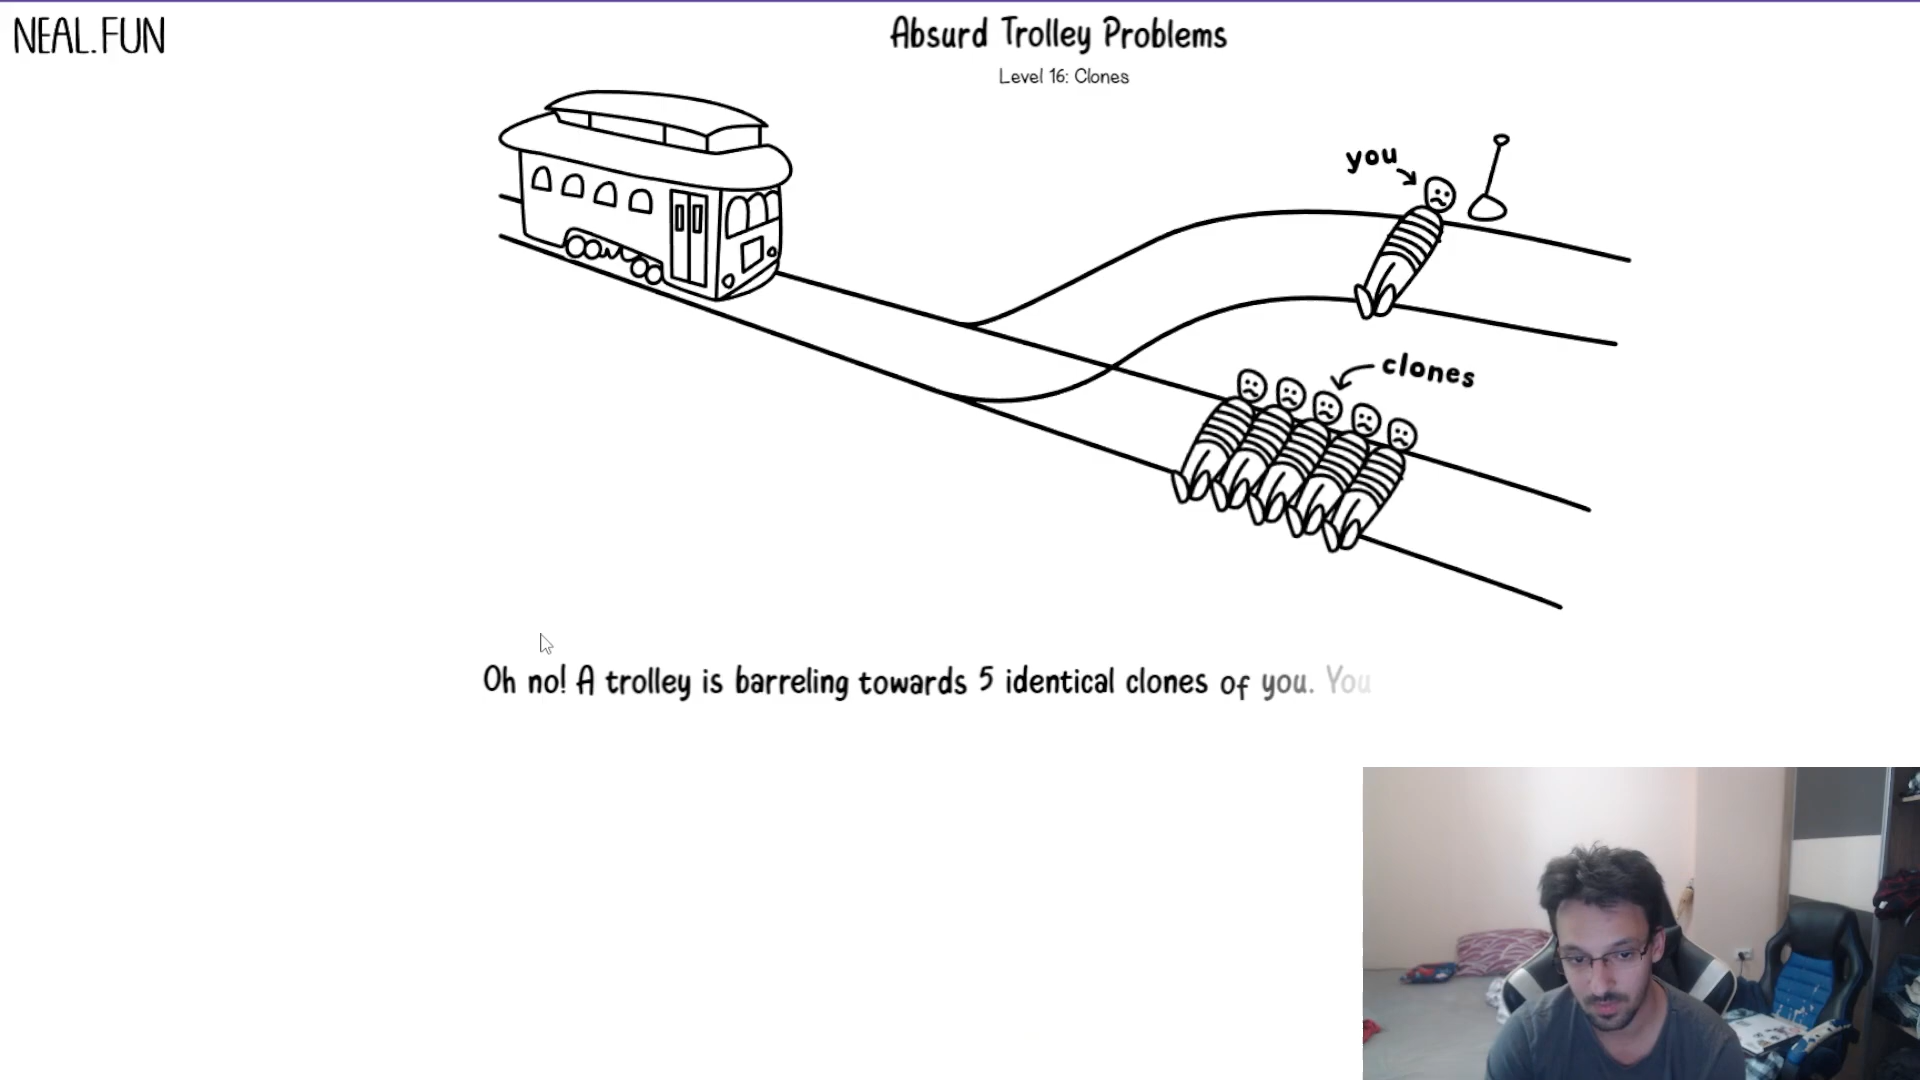 NEAL.FUN
Absurd Trolley Problems
Level 16: Clones
you
clones
Oh no! A trolley is barreling towards 5 identical clones of you. You